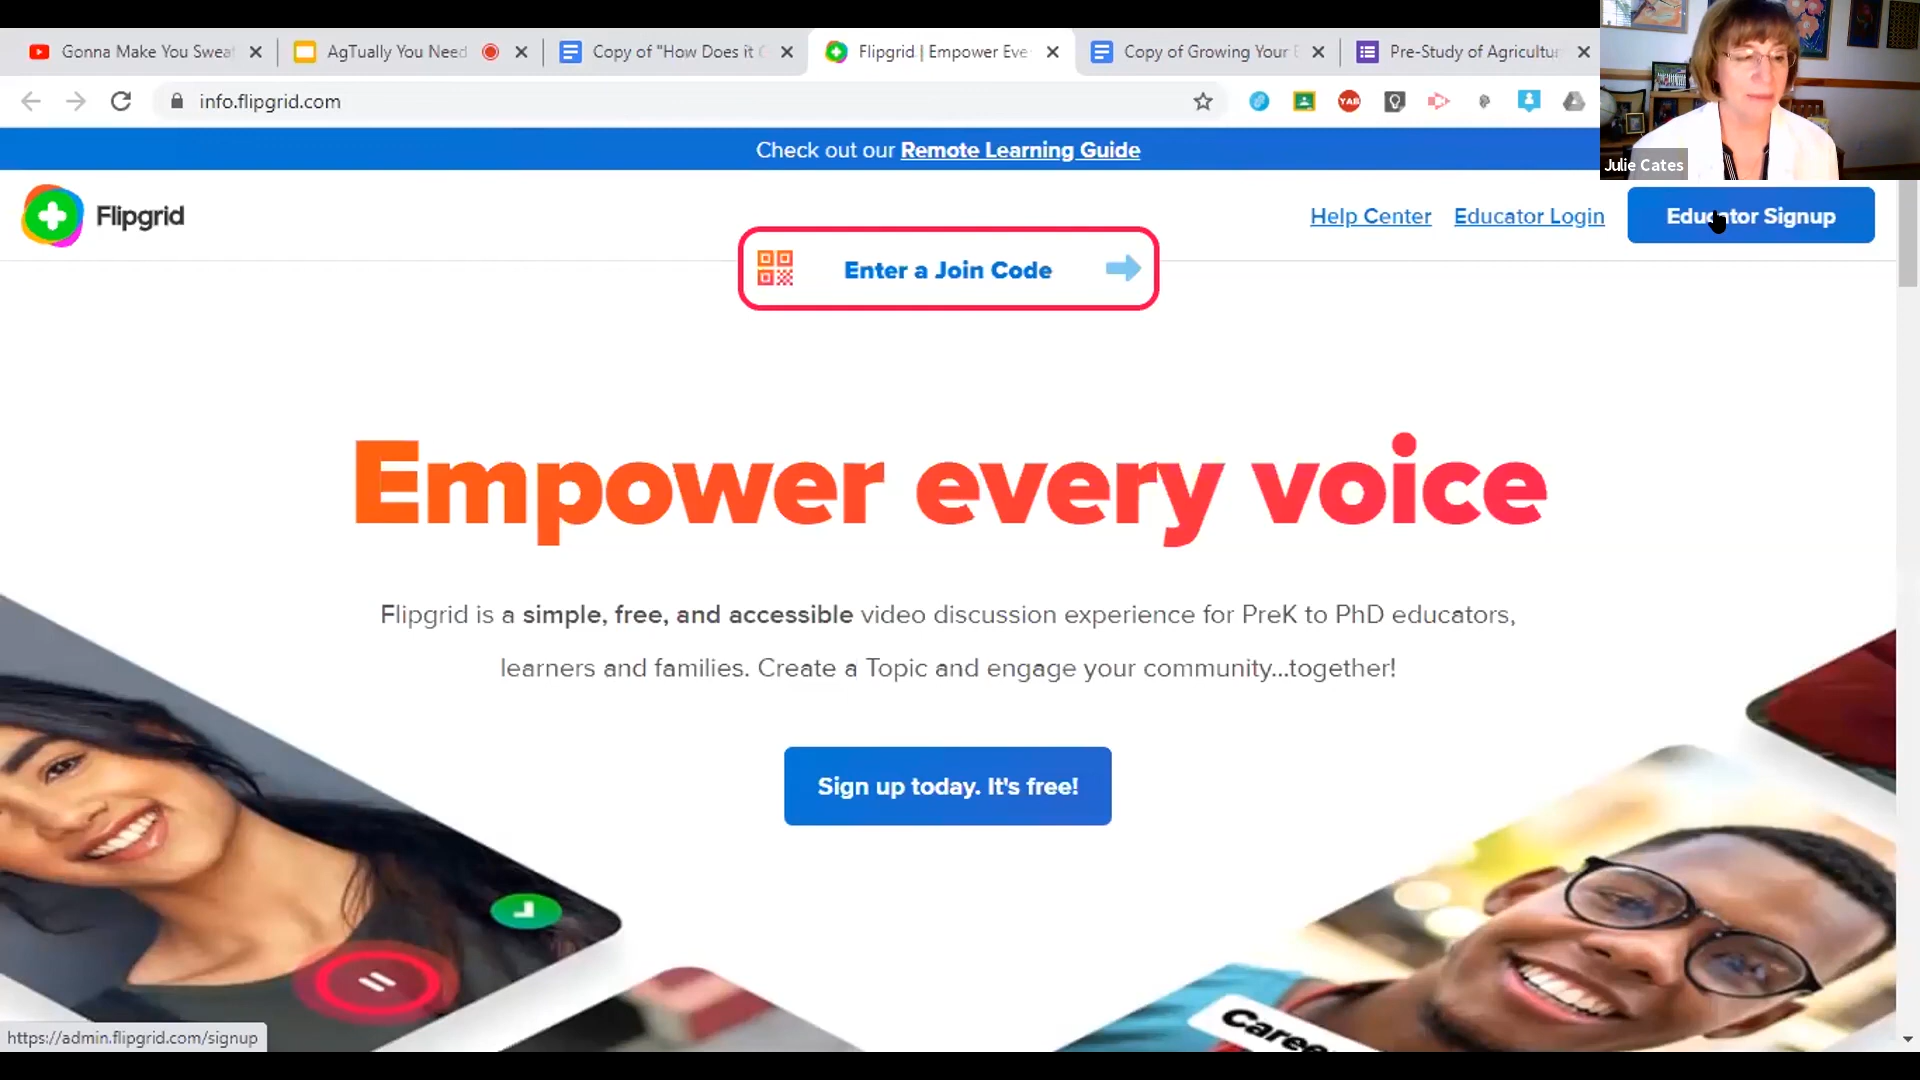 Gonna Make You Sweat
AgTually You Need
Copy of "How Does it G
Flipgrid | Empower Eve
Copy of Growing Your E
Pre-Study of Agricultur
info.flipgrid.com
YAB
Check out our Remote Learning Guide
Julie Cates
Flipgrid
Help Center
Educator Login
Educator Signup
Enter a Join Code
Empower every voice
Flipgrid is a simple, free, and accessible video discussion experience for PreK to PhD educators,
learners and families. Create a Topic and engage your community...together!
Sign up today. It's free!
https://admin.flipgrid.com/signup